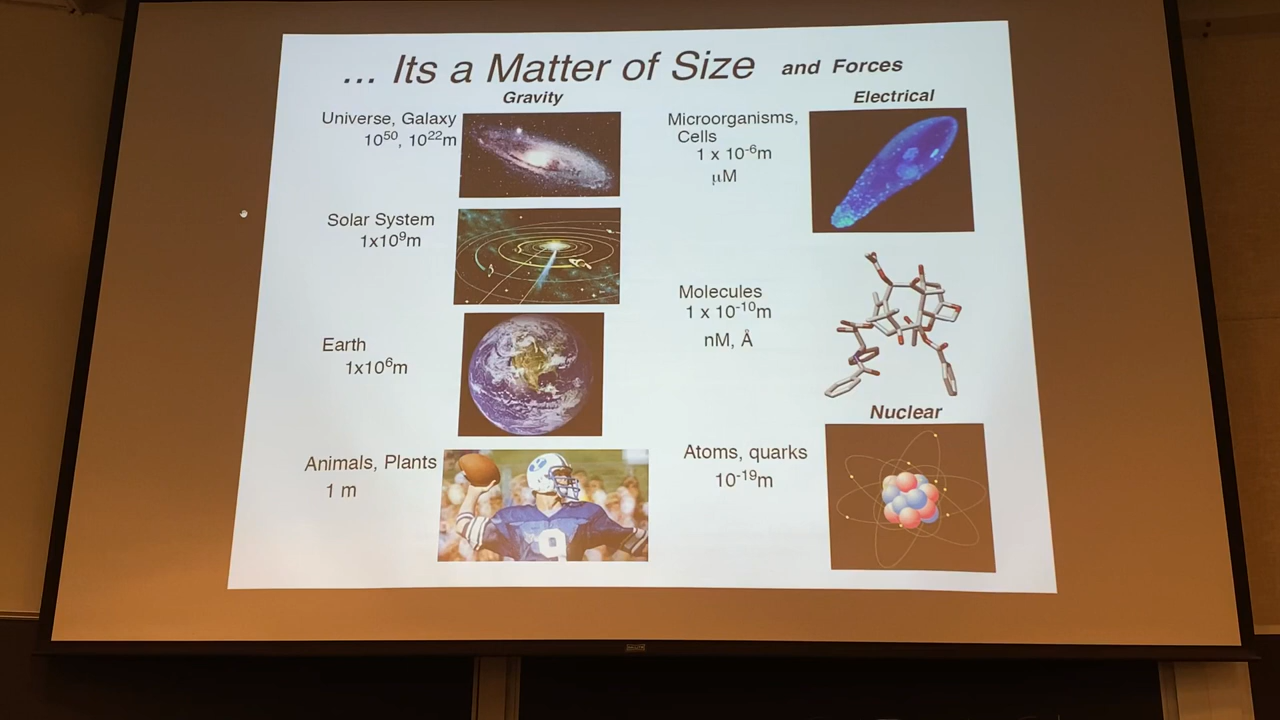 ... Its a Matter of Size and Forces
Gravity
Universe, Galaxy
10⁵⁰, 10²²m
Solar System
1x10⁹m
Earth
1x10⁶m
Animals, Plants
1 m
9
Electrical
Microorganisms,
Cells
1 x 10⁻⁶m
μM
Molecules
1 x 10⁻¹⁰m
nM, Å
Nuclear
Atoms, quarks
10⁻¹⁹m